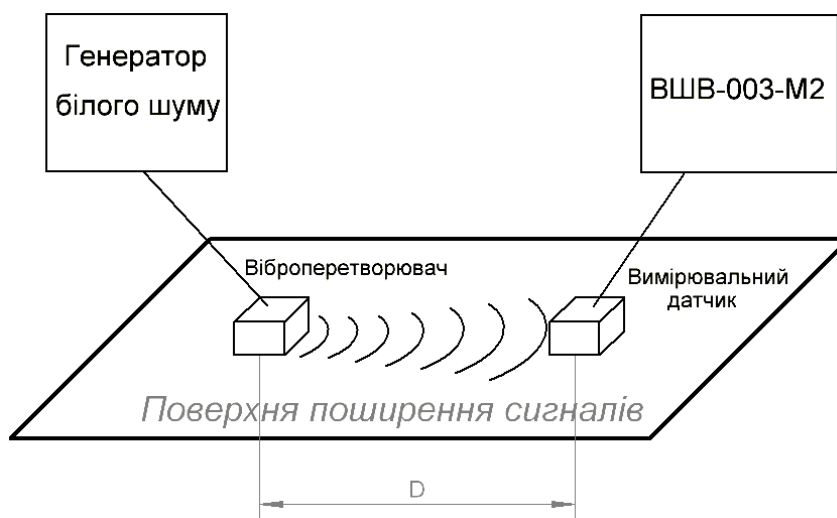 Генератор
білого шуму
ВШВ-003-М2
Віброперетворювач
Вимірювальний
датчик
Поверхня поширення сигналів
D